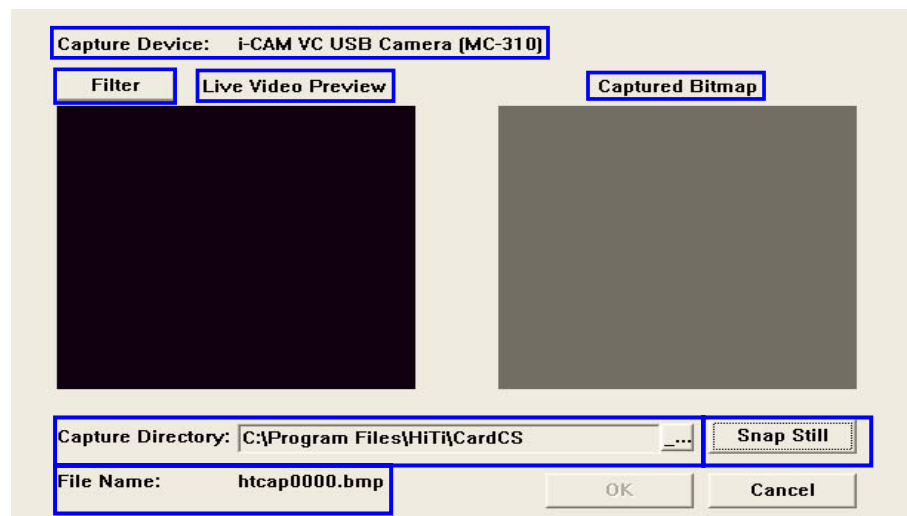 Capture Device: i-CAM VC USB Camera (MC-310)
Filter Live Video Preview Captured Bitmap
Capture Directory: C:\Program Files\HiTi\CardCS _... Snap Still
File Name: htcap0000.bmp OK Cancel